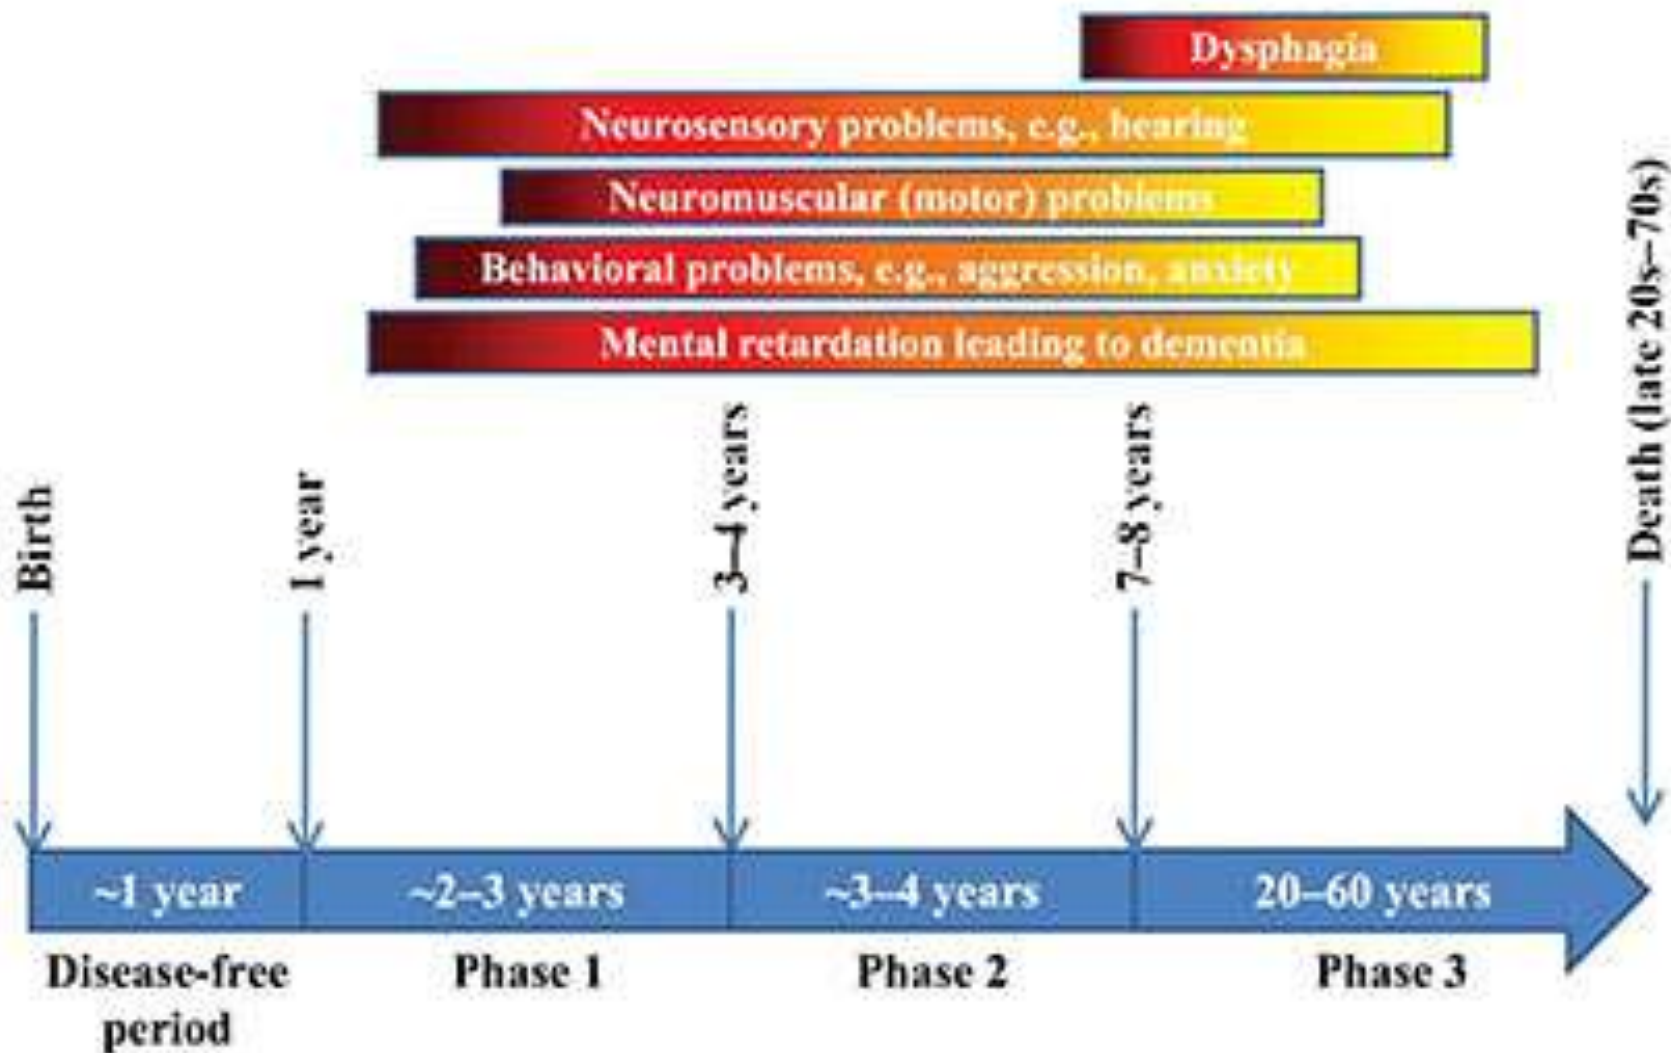 Dysphagia
Neurosensory problems, e.g., hearing
Neuromuscular (motor) problems
Behavioral problems, e.g., aggression, anxiety
Mental retardation leading to dementia
Birth
1 year
3–4 years
7–8 years
Death (late 20s–70s)
~1 year
~2–3 years
~3–4 years
20–60 years
Disease-free
period
Phase 1
Phase 2
Phase 3